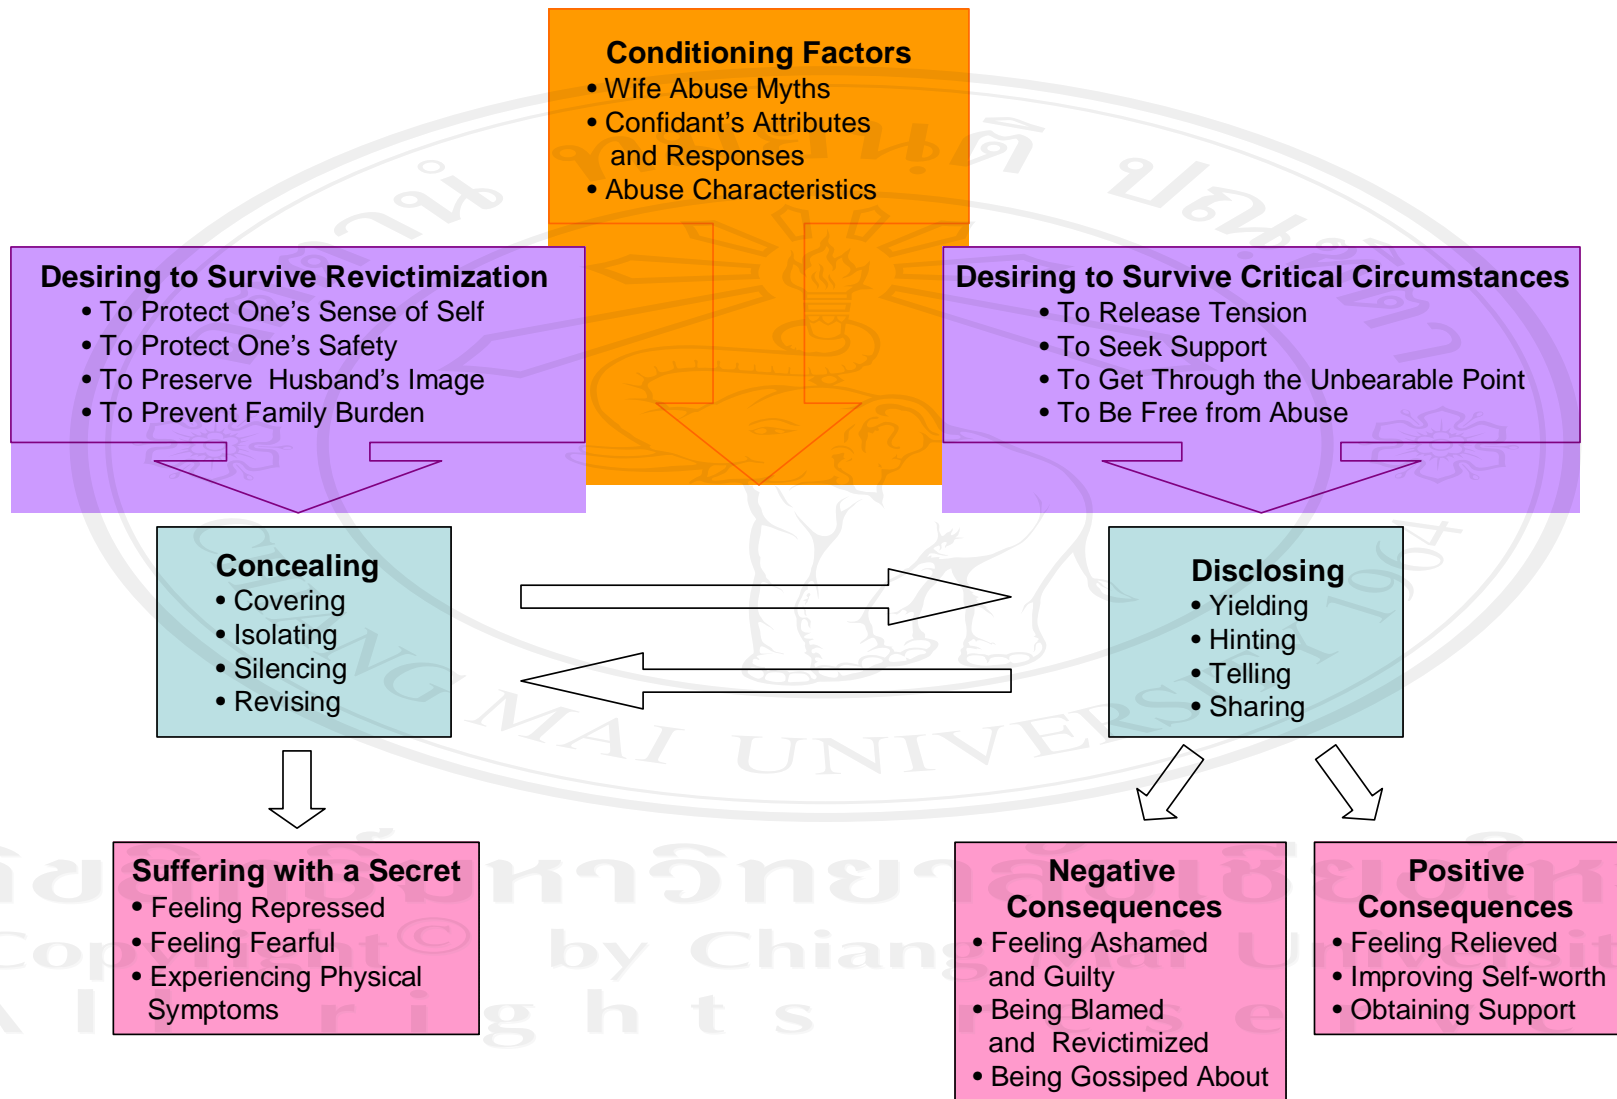 Conditioning Factors
• Wife Abuse Myths
• Confidant's Attributes
and Responses
• Abuse Characteristics
Desiring to Survive Revictimization
• To Protect One's Sense of Self
• To Protect One's Safety
• To Preserve Husband's Image
• To Prevent Family Burden
Desiring to Survive Critical Circumstances
• To Release Tension
• To Seek Support
• To Get Through the Unbearable Point
• To Be Free from Abuse
Concealing
• Covering
• Isolating
• Silencing
• Revising
Disclosing
• Yielding
• Hinting
• Telling
• Sharing
Suffering with a Secret
• Feeling Repressed
• Feeling Fearful
• Experiencing Physical
Symptoms
Negative
Consequences
• Feeling Ashamed
and Guilty
• Being Blamed
and Revictimized
• Being Gossiped About
Positive
Consequences
• Feeling Relieved
• Improving Self-worth
• Obtaining Support
CHIANG MAI UNIVERSITY 1964
Copyright© by Chiang Mai Universit
All rights reserve